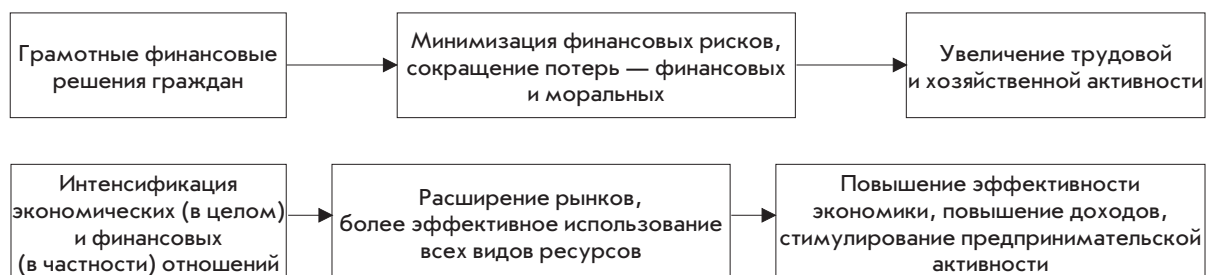 Грамотные финансовые
решения граждан
Минимизация финансовых рисков,
сокращение потерь — финансовых
и моральных
Увеличение трудовой
и хозяйственной активности
Интенсификация
экономических (в целом)
и финансовых
(в частности) отношений
Расширение рынков,
более эффективное использование
всех видов ресурсов
Повышение эффективности
экономики, повышение доходов,
стимулирование предпринимательской
активности